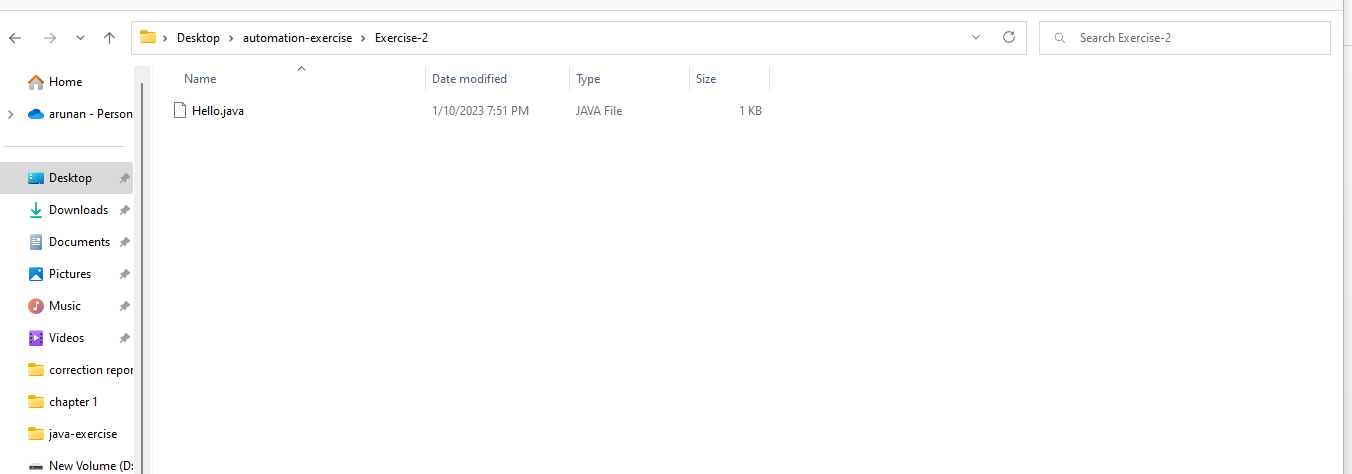 Desktop > automation-exercise > Exercise-2
Search Exercise-2
Name Date modified Type Size
Hello.java 1/10/2023 7:51 PM JAVA File 1 KB
Home
arunan - Person
Desktop
Downloads
Documents
Pictures
Music
Videos
correction repor
chapter 1
java-exercise
New Volume (D: